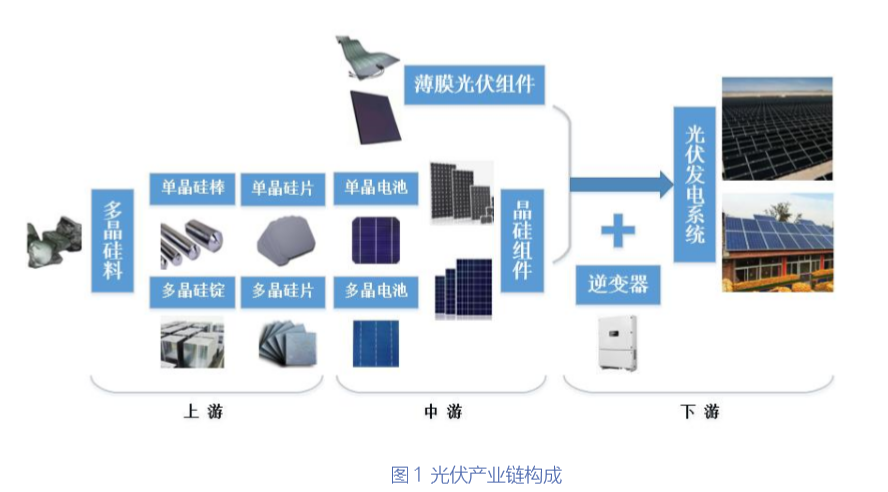 薄膜光伏组件
多晶硅料
单晶硅棒
单晶硅片
单晶电池
多晶硅锭
多晶硅片
多晶电池
晶硅组件
光伏发电系统
逆变器
上 游
中 游
下 游
图1 光伏产业链构成